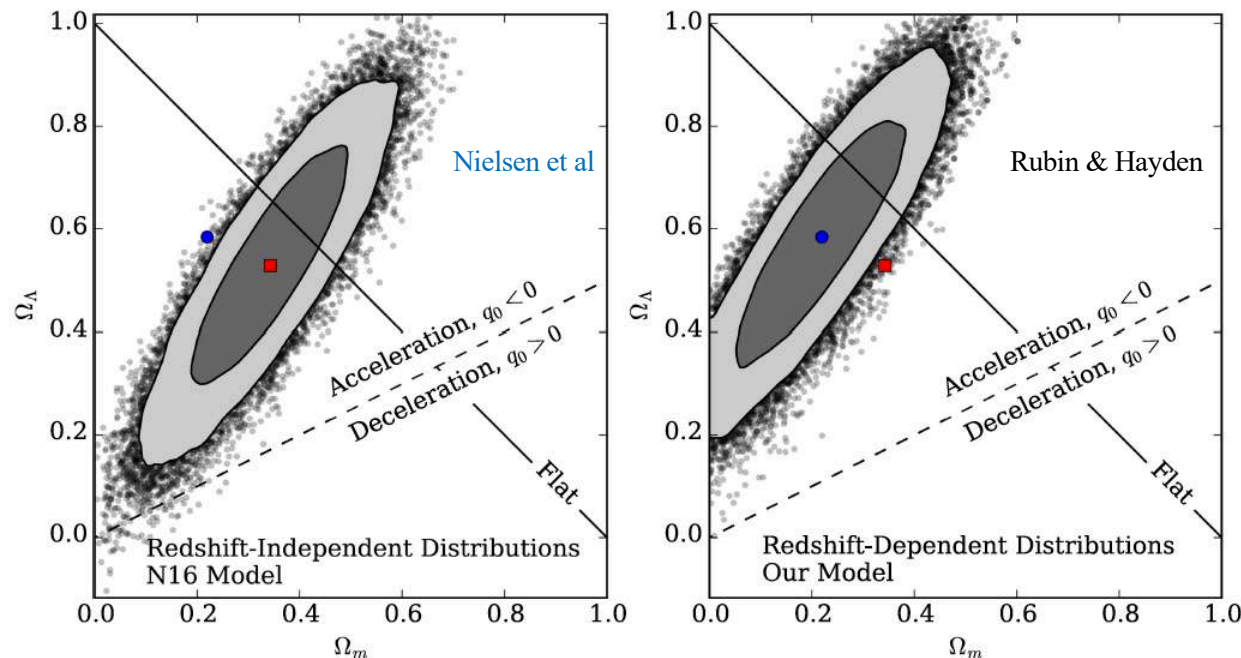 1.0
0.8
0.6
0.4
0.2
0.0
Ω_Λ
Nielsen et al
Acceleration, q₀ < 0
Deceleration, q₀ > 0
Flat
Redshift-Independent Distributions
N16 Model
0.0 0.2 0.4 0.6 0.8 1.0
Ω_m
1.0
0.8
0.6
0.4
0.2
0.0
Ω_Λ
Rubin & Hayden
Acceleration, q₀ < 0
Deceleration, q₀ > 0
Flat
Redshift-Dependent Distributions
Our Model
0.0 0.2 0.4 0.6 0.8 1.0
Ω_m